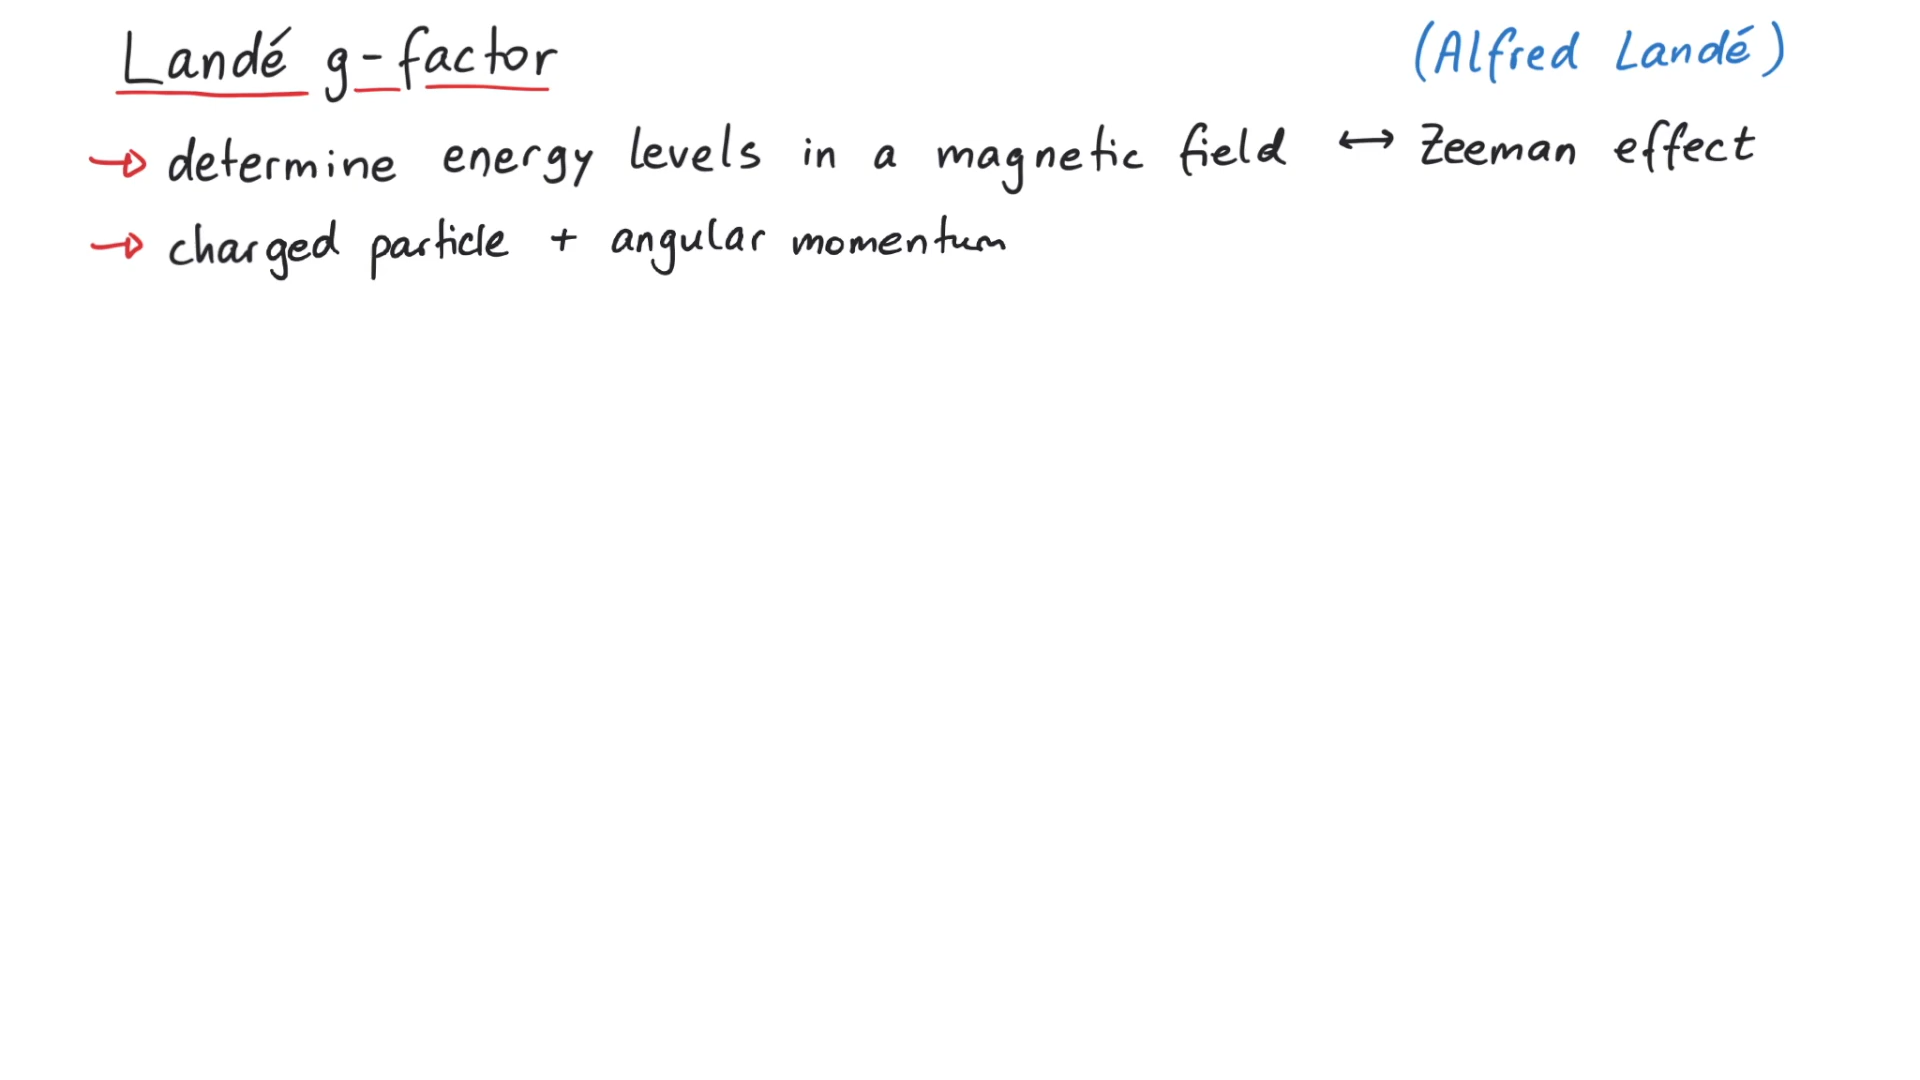 Landé g-factor (Alfred Landé)
→ determine energy levels in a magnetic field ↔ Zeeman effect
→ charged particle + angular momentum